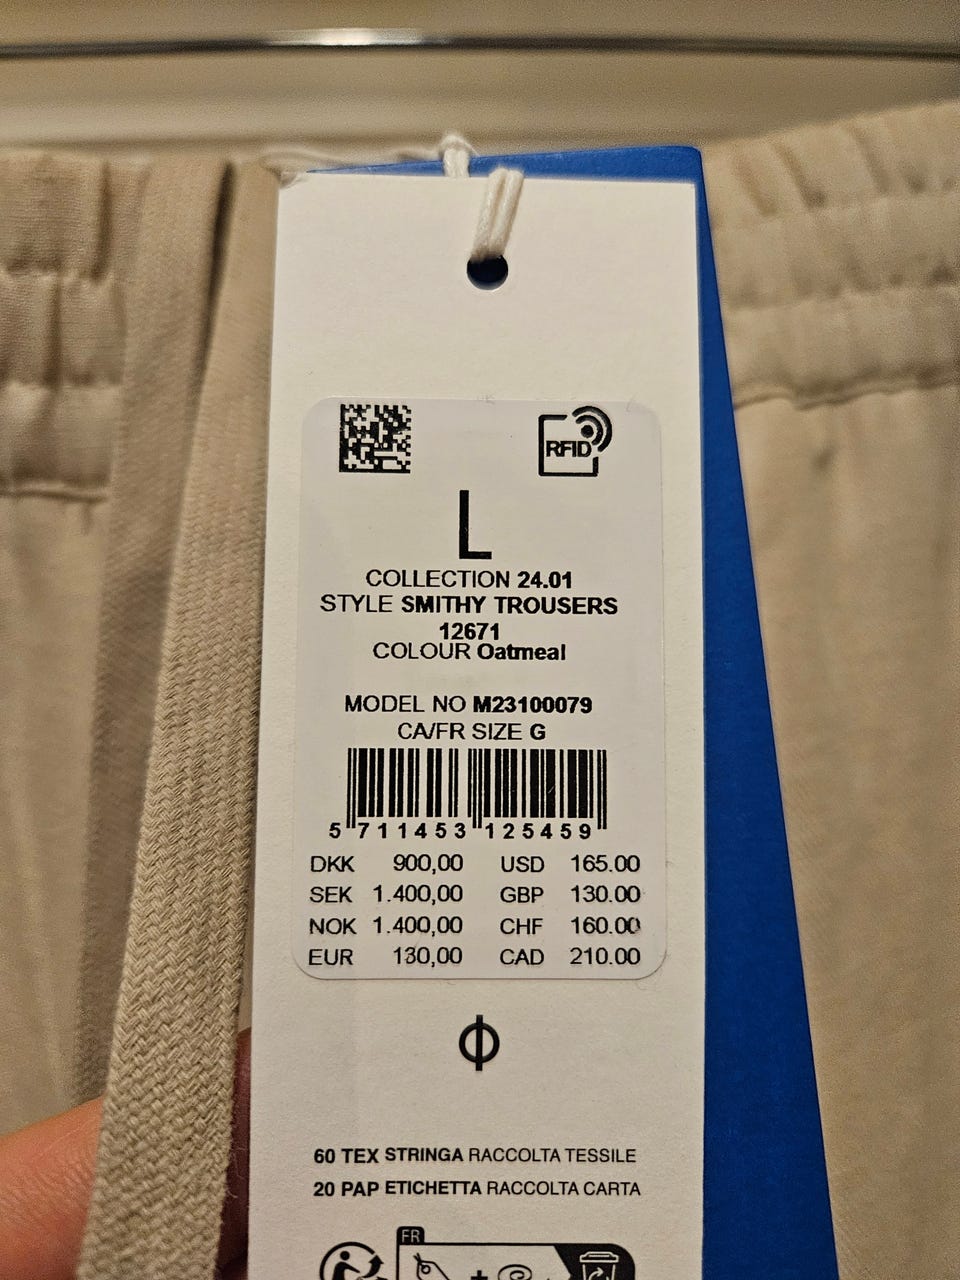 RFID
L
COLLECTION 24.01
STYLE SMITHY TROUSERS
12671
COLOUR Oatmeal
MODEL NO M23100079
CA/FR SIZE G
5 711453 125459
DKK 900,00 USD 165.00
SEK 1.400,00 GBP 130.00
NOK 1.400,00 CHF 160.00
EUR 130,00 CAD 210.00
60 TEX STRINGA RACCOLTA TESSILE
20 PAP ETICHETTA RACCOLTA CARTA
FR